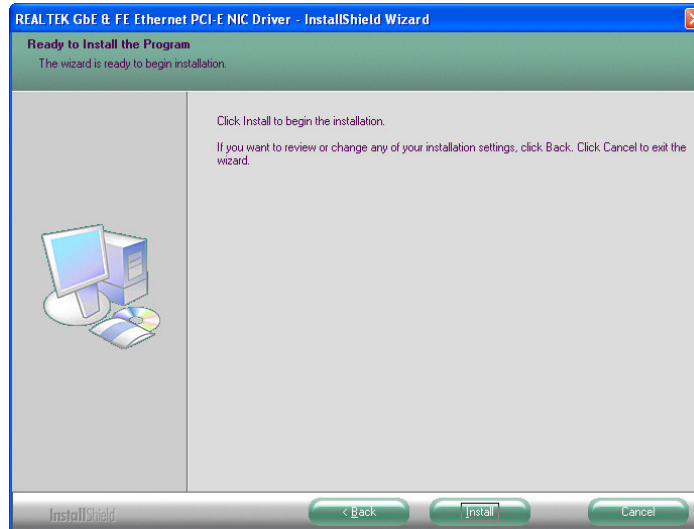 REALTEK GbE & FE Ethernet PCI-E NIC Driver - InstallShield Wizard
Ready to Install the Program
The wizard is ready to begin installation.
Click Install to begin the installation.
If you want to review or change any of your installation settings, click Back. Click Cancel to exit the
wizard.
InstallShield
< Back
Install
Cancel